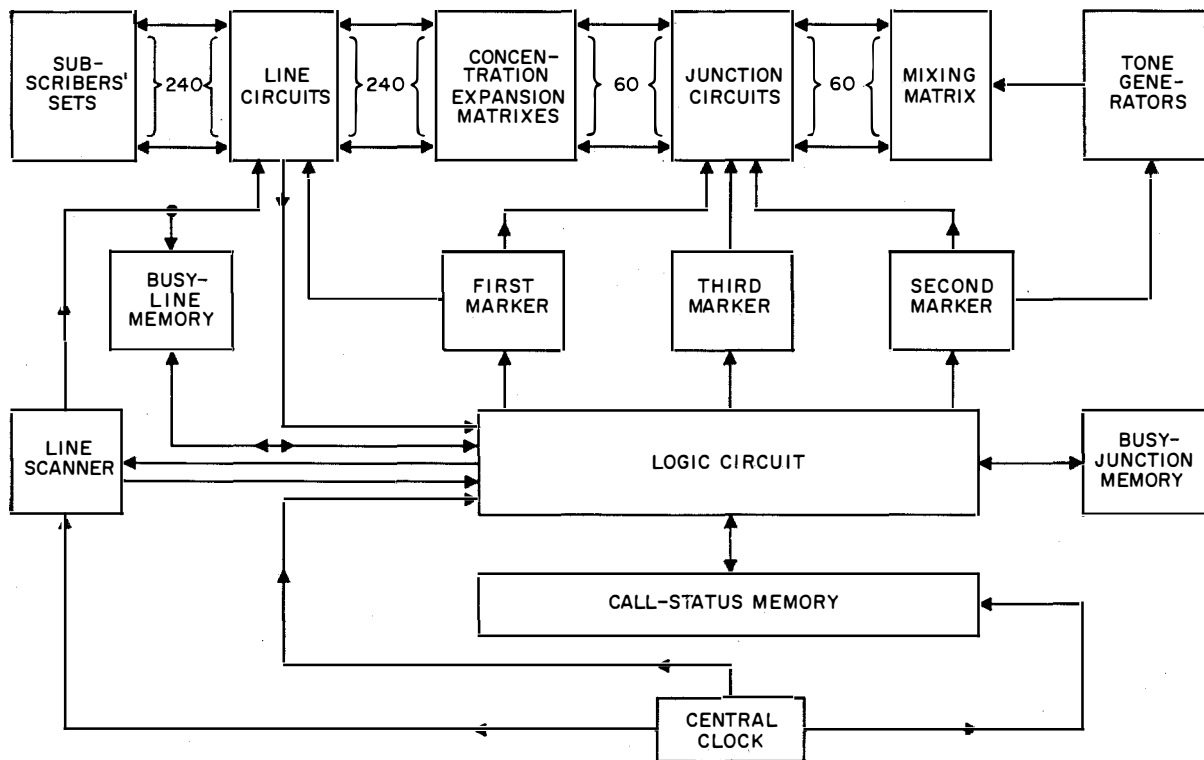 SUB-
SCRIBERS'
SETS
240
LINE
CIRCUITS
240
CONCEN-
TRATION
EXPANSION
MATRIXES
60
JUNCTION
CIRCUITS
60
MIXING
MATRIX
TONE
GENE-
RATORS
BUSY-
LINE
MEMORY
FIRST
MARKER
THIRD
MARKER
SECOND
MARKER
LINE
SCANNER
LOGIC CIRCUIT
BUSY-
JUNCTION
MEMORY
CALL-STATUS MEMORY
CENTRAL
CLOCK